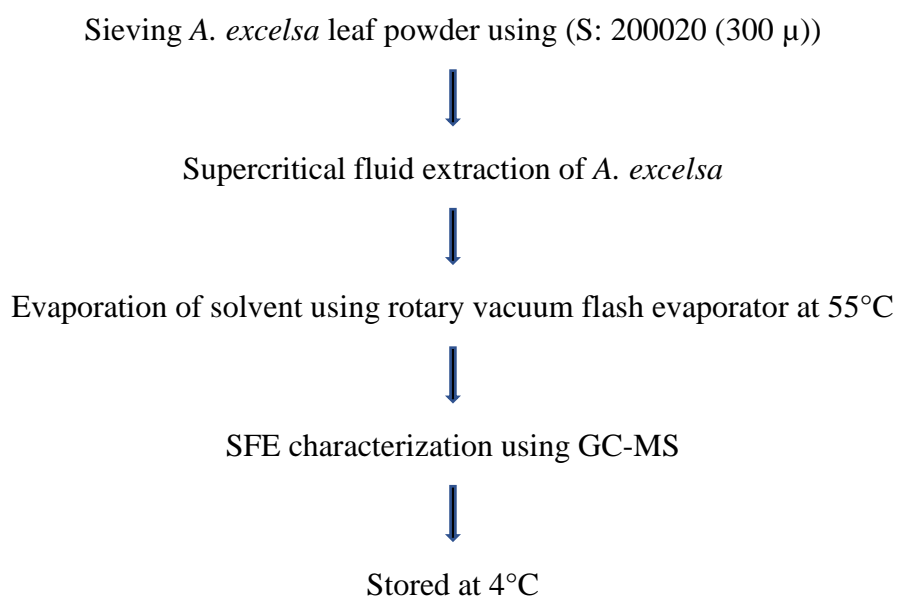 Sieving A. excelsa leaf powder using (S: 200020 (300 µ))
Supercritical fluid extraction of A. excelsa
Evaporation of solvent using rotary vacuum flash evaporator at 55°C
SFE characterization using GC-MS
Stored at 4°C